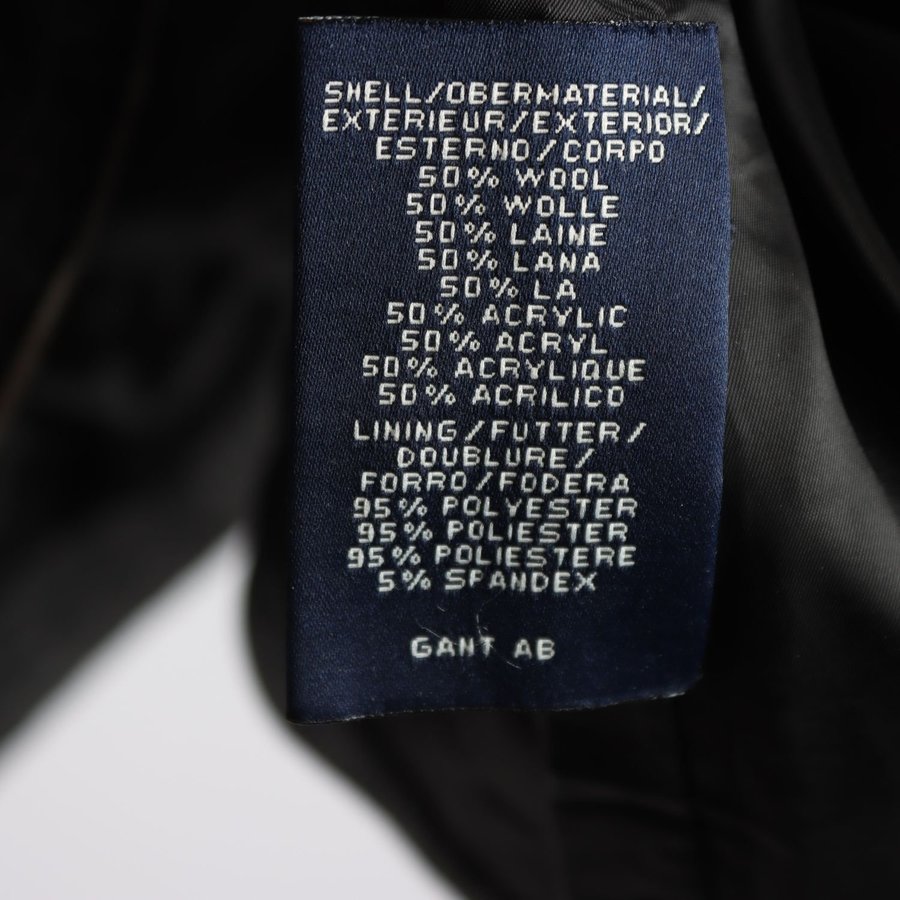 SHELL/OBERMATERIAL/
EXTERIEUR/EXTERIOR/
ESTERNO/CORPO
50% WOOL
50% WOLLE
50% LAINE
50% LANA
50% LA
50% ACRYLIC
50% ACRYL
50% ACRYLIQUE
50% ACRILICO
LINING/FUTTER/
DOUBLURE/
FORRO/FODERA
95% POLYESTER
95% POLIESTER
95% POLIESTERE
5% SPANDEX
GANT AB